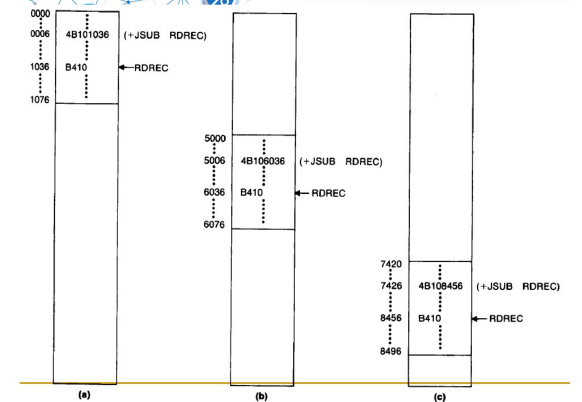 28
0000
0006 4B101036 (+JSUB RDREC)
1036 B410 RDREC
1076
5000
5006 4B106036 (+JSUB RDREC)
6036 B410 RDREC
6076
7420
7426 4B108456 (+JSUB RDREC)
8456 B410 RDREC
8496
(a) (b) (c)